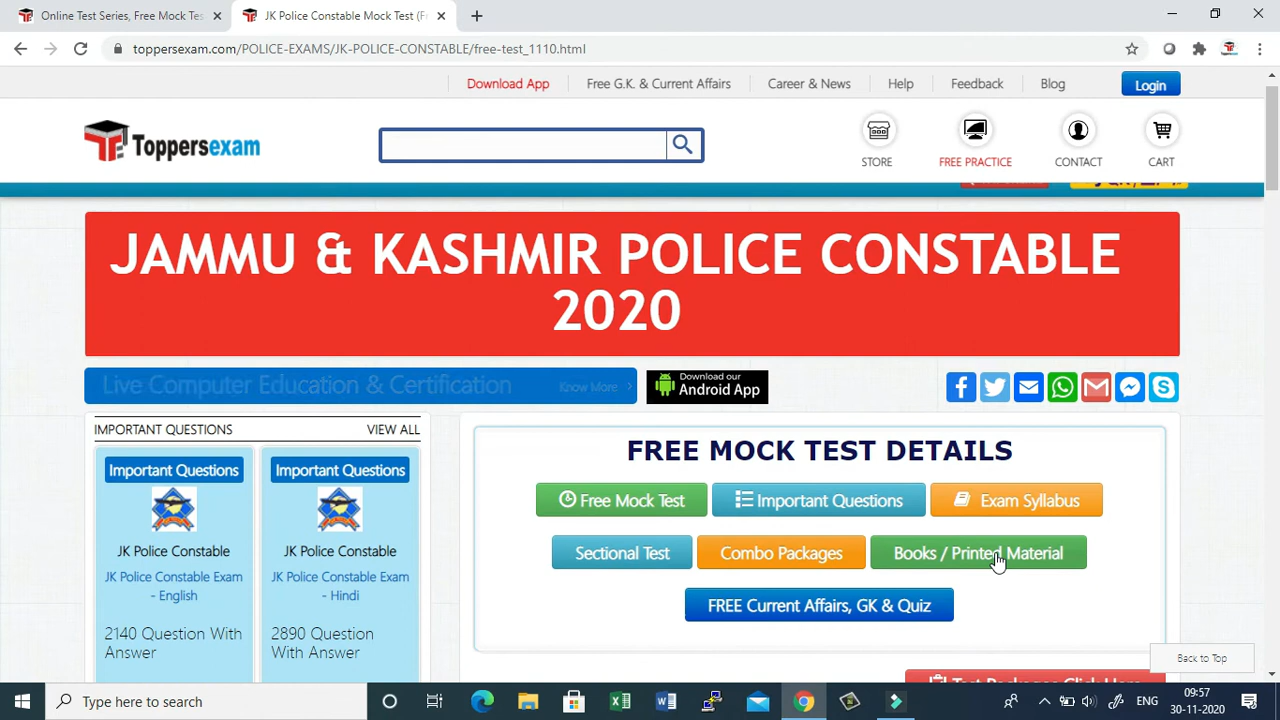 Online Test Series, Free Mock Tes
JK Police Constable Mock Test (Fr
toppersexam.com/POLICE-EXAMS/JK-POLICE-CONSTABLE/free-test_1110.html
Download App
Free G.K. & Current Affairs
Career & News
Help
Feedback
Blog
Login
Toppersexam
STORE
FREE PRACTICE
CONTACT
CART
JAMMU & KASHMIR POLICE CONSTABLE
2020
Live Computer Education & Certification
Know More
Download our
Android App
IMPORTANT QUESTIONS
VIEW ALL
Important Questions
JK Police Constable
JK Police Constable Exam
- English
2140 Question With
Answer
Important Questions
JK Police Constable
JK Police Constable Exam
- Hindi
2890 Question
With Answer
FREE MOCK TEST DETAILS
Free Mock Test
Important Questions
Exam Syllabus
Sectional Test
Combo Packages
Books / Printed Material
FREE Current Affairs, GK & Quiz
Back to Top
Test Packages Click Here
Type here to search
ENG
09:57
30-11-2020